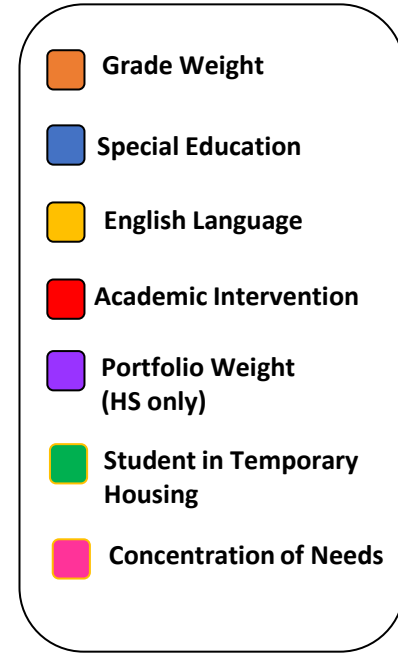 Grade Weight
Special Education
English Language
Academic Intervention
Portfolio Weight
(HS only)
Student in Temporary
Housing
Concentration of Needs